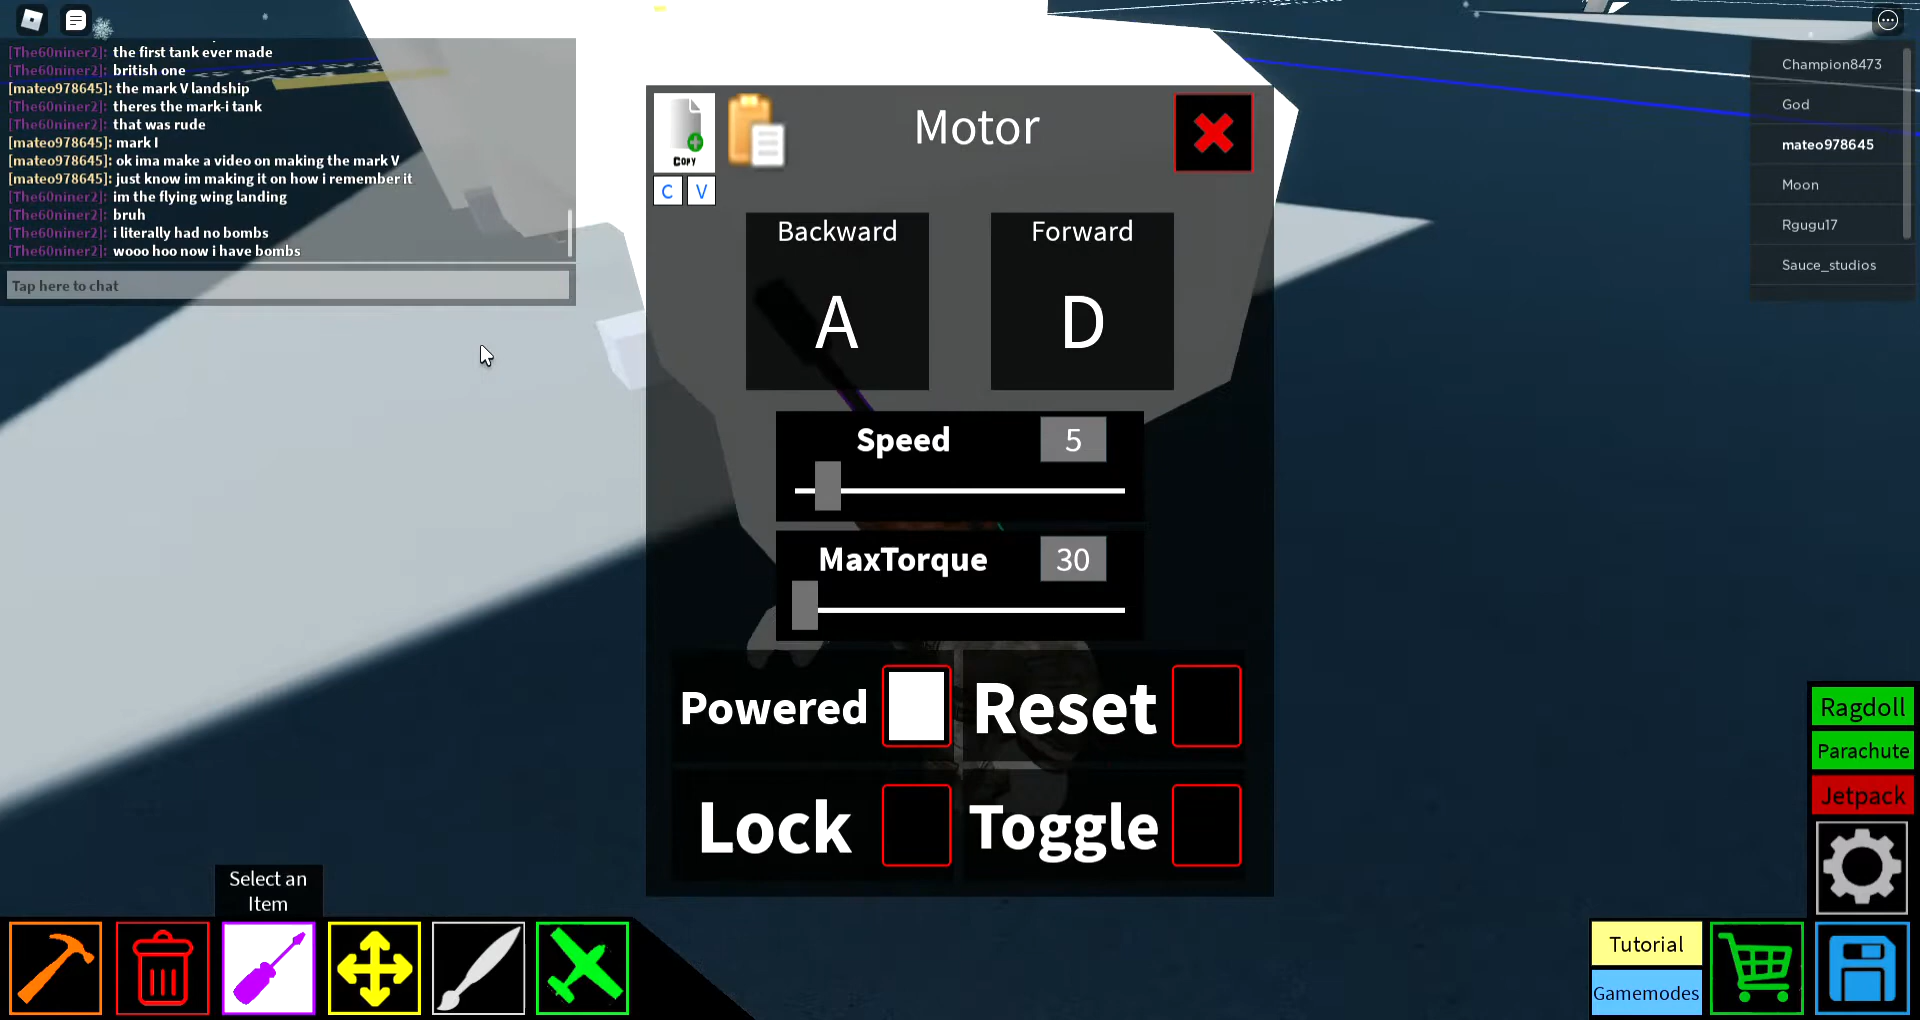 [The60niner2]: the first tank ever made
[The60niner2]: british one
[mateo978645]: the mark V landship
[The60niner2]: theres the mark-i tank
[The60niner2]: that was rude
[mateo978645]: mark I
[mateo978645]: ok ima make a video on making the mark V
[mateo978645]: just know im making it on how i remember it
[The60niner2]: im the flying wing landing
[The60niner2]: bruh
[The60niner2]: i literally had no bombs
[The60niner2]: wooo hoo now i have bombs
Tap here to chat
Copy
C V
Motor
Backward
A
Forward
D
Speed 5
MaxTorque 30
Powered
Reset
Lock
Toggle
Champion8473
God
mateo978645
Moon
Rgugu17
Sauce_studios
Ragdoll
Parachute
Jetpack
Select an
Item
Tutorial
Gamemodes